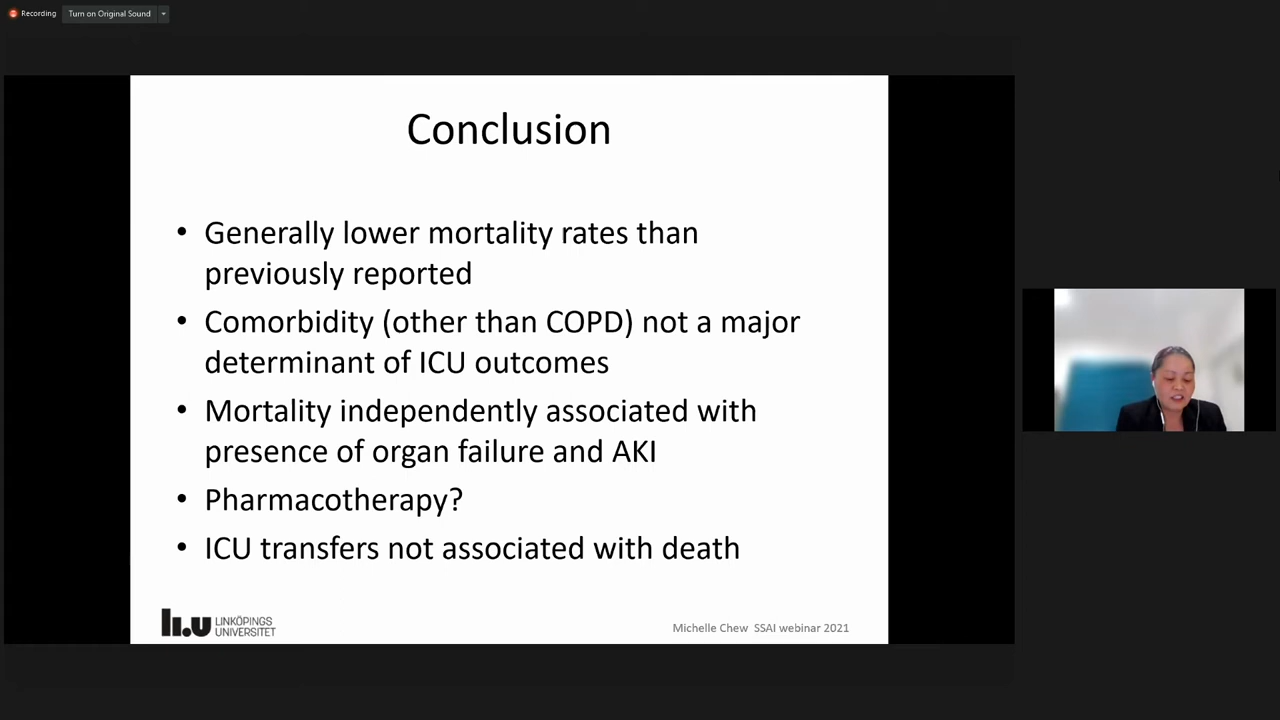 Recording
Turn on Original Sound
Conclusion
• Generally lower mortality rates than
previously reported
• Comorbidity (other than COPD) not a major
determinant of ICU outcomes
• Mortality independently associated with
presence of organ failure and AKI
• Pharmacotherapy?
• ICU transfers not associated with death
li.u LINKÖPINGS
UNIVERSITET
Michelle Chew SSAI webinar 2021